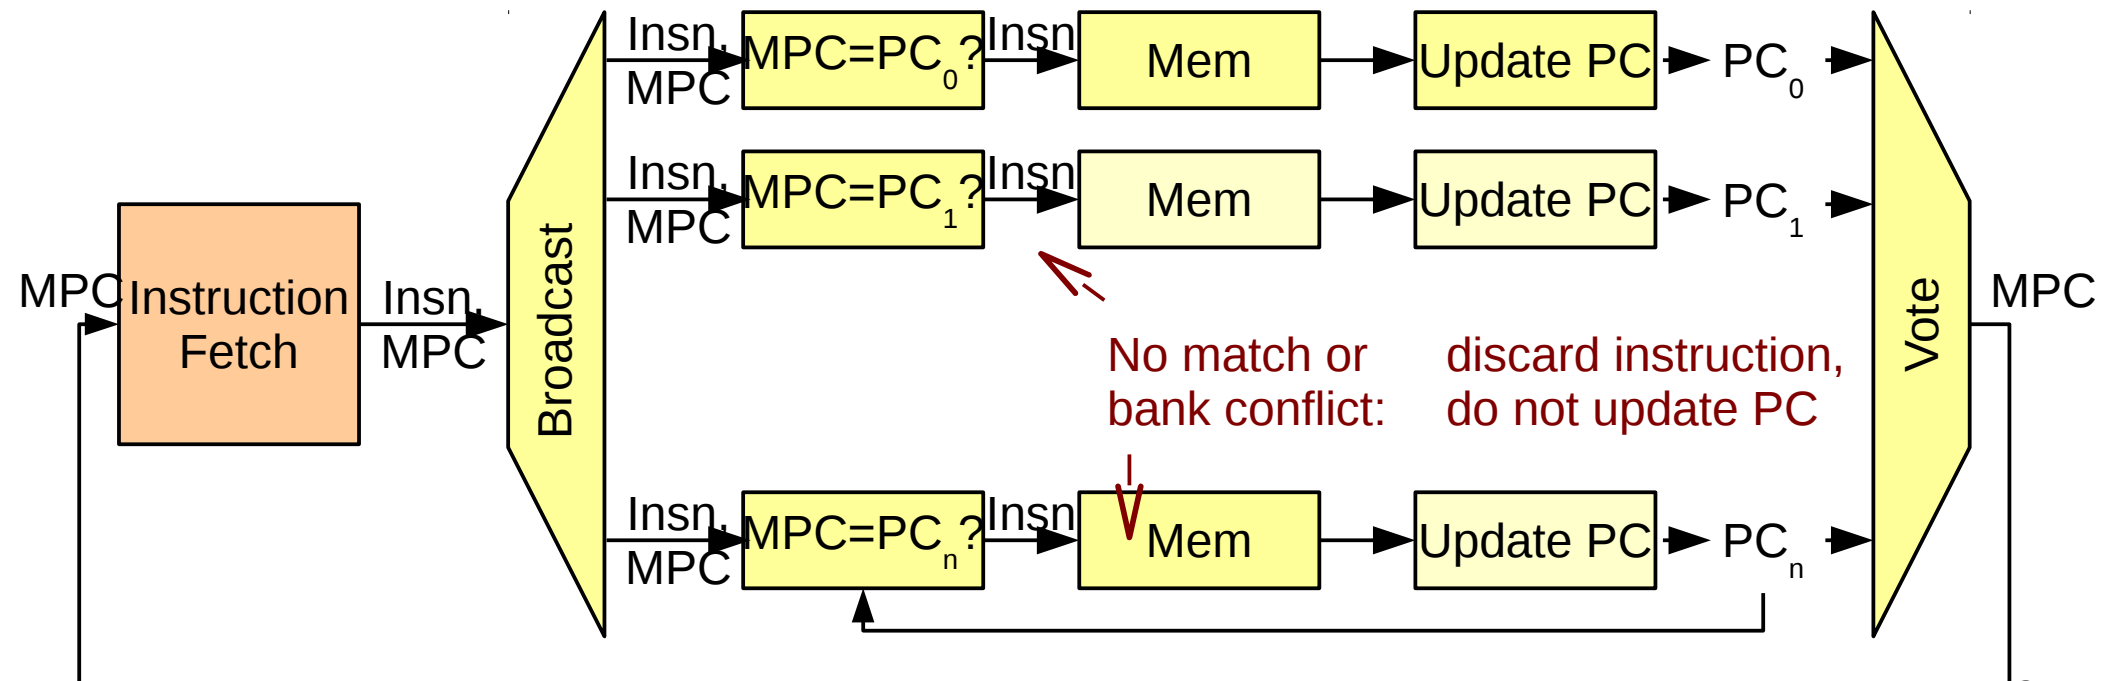 Insn, MPC
MPC=PC0?
Insn
Mem
Update PC
PC0
Insn, MPC
MPC=PC1?
Insn
Mem
Update PC
PC1
MPC
Instruction
Fetch
Insn,
MPC
Broadcast
No match or
bank conflict:
discard instruction,
do not update PC
Vote
MPC
Insn, MPC
MPC=PCn?
Insn
Mem
Update PC
PCn